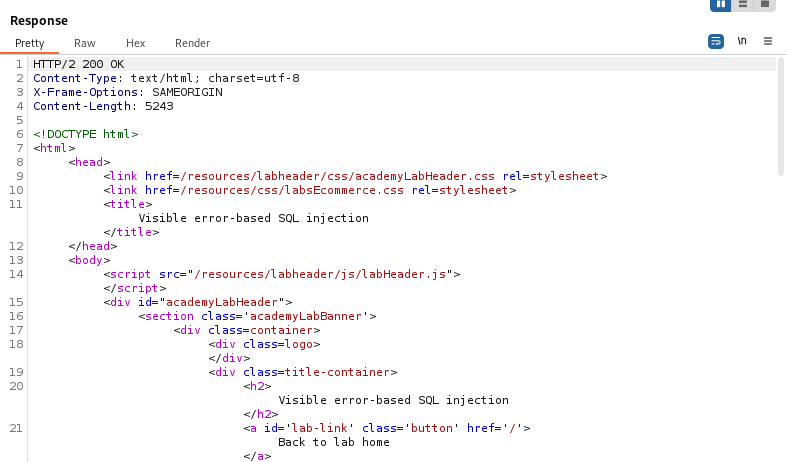 Response
Pretty Raw Hex Render \n
1 HTTP/2 200 OK
2 Content-Type: text/html; charset=utf-8
3 X-Frame-Options: SAMEORIGIN
4 Content-Length: 5243
5
6 <!DOCTYPE html>
7 <html>
8 <head>
9 <link href=/resources/labheader/css/academyLabHeader.css rel=stylesheet>
10 <link href=/resources/css/labsEcommerce.css rel=stylesheet>
11 <title>
Visible error-based SQL injection
</title>
12 </head>
13 <body>
14 <script src="/resources/labheader/js/labHeader.js">
</script>
15 <div id="academyLabHeader">
16 <section class='academyLabBanner'>
17 <div class=container>
18 <div class=logo>
</div>
19 <div class=title-container>
20 <h2>
Visible error-based SQL injection
</h2>
21 <a id='lab-link' class='button' href='/'>
Back to lab home
</a>